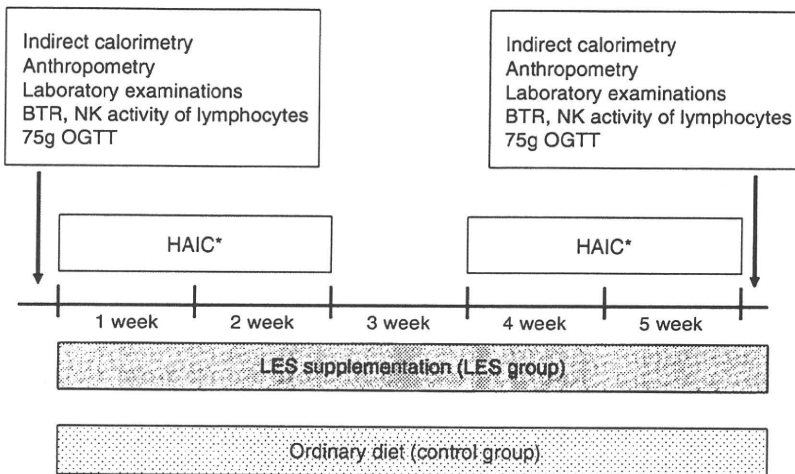 Indirect calorimetry
Anthropometry
Laboratory examinations
BTR, NK activity of lymphocytes
75g OGTT
Indirect calorimetry
Anthropometry
Laboratory examinations
BTR, NK activity of lymphocytes
75g OGTT
HAIC*
HAIC*
1 week 2 week 3 week 4 week 5 week
LES supplementation (LES group)
Ordinary diet (control group)